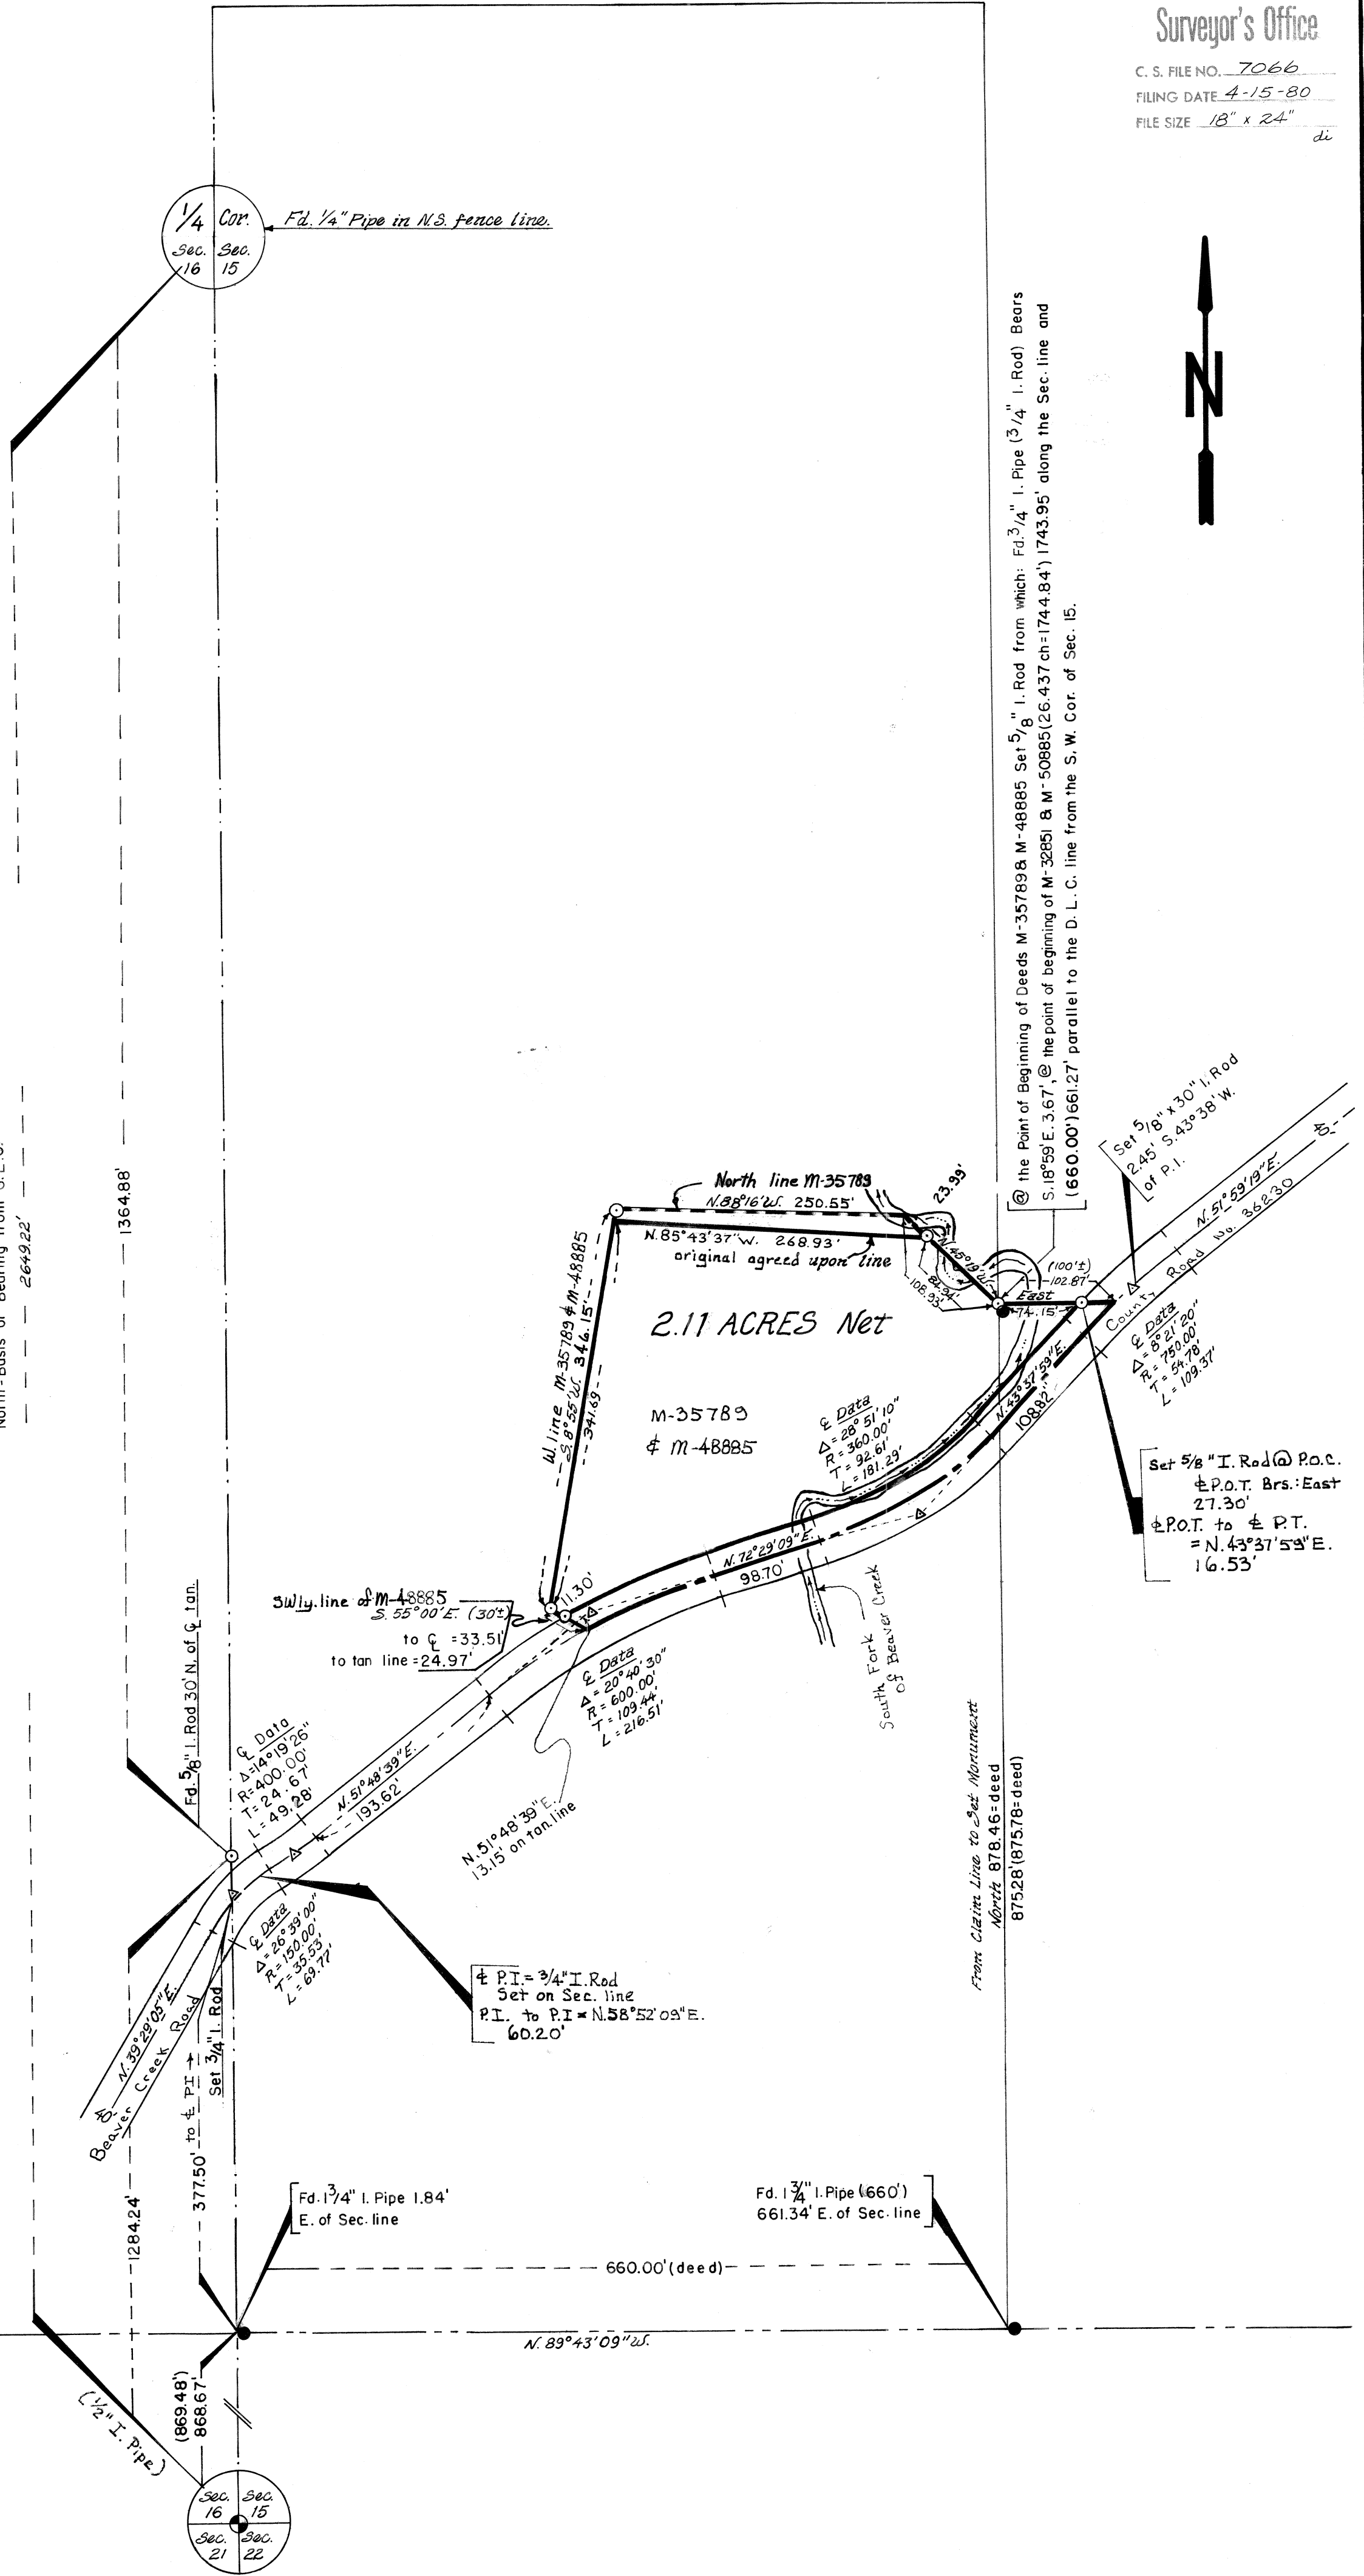 Surveyor's Office
C. S. FILE NO. 7066
FILING DATE 4-15-80
FILE SIZE 18" x 24"
di
1/4 Cor.
Sec. Sec.
16 15
Fd. 1/4" Pipe in N.S. fence line.
N
@ the Point of Beginning of Deeds M-35789 & M-48885 Set 5/8" I. Rod from which: Fd. 3/4" I. Pipe (3/4" I. Rod) Bears
S.18°59'E. 3.67', @ the point of beginning of M-32851 & M-50885 (26.437 ch=1744.84') 1743.95' along the Sec. line and
(660.00') 661.27' parallel to the D. L. C. line from the S. W. Cor. of Sec. 15.
2649.22'
1364.88'
North line M-35789
N.88°16'W. 250.55'
23.99'
N.85°43'37"W. 268.93'
original agreed upon line
N.45°19'W.
84.94'
108.93'
W. line M-35789 & M-48885
S. 8°55'W. 346.15'
341.69
2.11 ACRES Net
M-35789
& M-48885
(100'±)
102.87'
East
74.15'
Set 5/8" x 30" I. Rod
2.45' S.43°38'W.
of P.I.
N.51°59'19"E.
40'
County Road No. 36230
℄ Data
Δ=8°21'20"
R=750.00'
T=54.78'
L=109.37'
N.43°37'59"E.
108.82'
℄ Data
Δ=28°51'10"
R=360.00'
T=92.61'
L=181.29'
Set 5/8" I. Rod @ P.O.C.
℄ P.O.T. Brs.: East
27.30'
℄ P.O.T. to ℄ P.T.
= N.43°37'59"E.
16.53'
N.72°29'09"E.
98.70'
South Fork
of Beaver Creek
SWly. line of M-48885
S. 55°00'E. (30'±)
to ℄ = 33.51'
to tan line = 24.97'
11.30'
℄ Data
Δ=20°40'30"
R=600.00'
T=109.44'
L=216.51'
N.51°48'39"E.
13.15' on tan. line
Fd. 5/8" I. Rod 30' N. of ℄ tan.
℄ Data
Δ=14°19'26"
R=400.00'
T=24.67'
L=49.28'
N.51°48'39"E.
193.62'
℄ Data
Δ=26°39'00"
R=150.00'
T=35.53'
L=69.77'
℄ P.I. = 3/4" I. Rod
Set on Sec. line
P.I. to P.I = N.58°52'09"E.
60.20'
N.39°29'05"E.
40'
Beaver Creek Road
Set 3/4" I. Rod
377.50' to ℄ PI
1284.24'
From Claim Line to Set Monument
North 878.46=deed
875.28' (875.78=deed)
Fd. 1 3/4" I. Pipe 1.84'
E. of Sec. line
Fd. 1 3/4" I. Pipe (660')
661.34' E. of Sec. line
660.00' (deed)
N. 89°43'09"W.
(869.48')
868.67'
(1/2" I. Pipe)
Sec. Sec.
16 15
Sec. Sec.
21 22